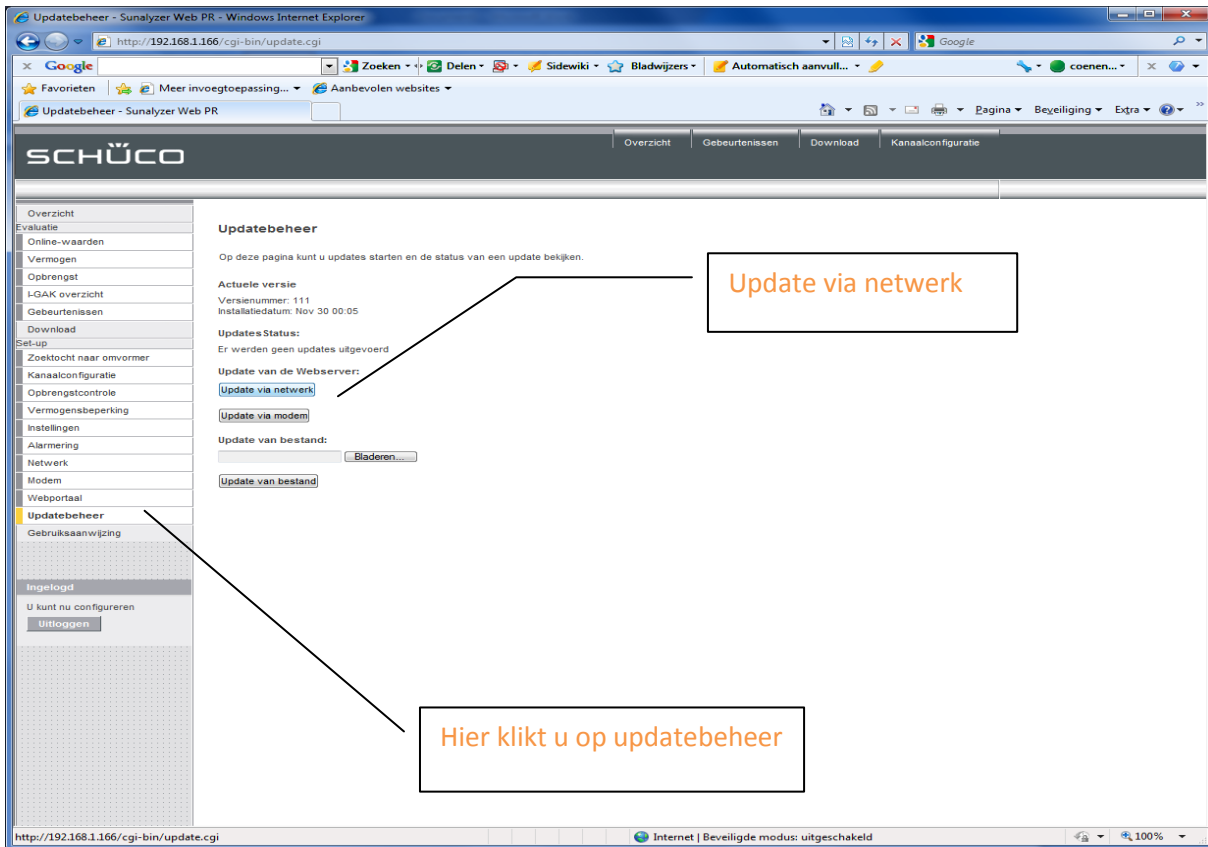 Updatebeheer - Sunalyzer Web PR - Windows Internet Explorer
http://192.168.1.166/cgi-bin/update.cgi
Google
x Google Zoeken Delen Sidewiki Bladwijzers Automatisch aanvull... coenen...
Favorieten Meer invoegtoepassing... Aanbevolen websites
Updatebeheer - Sunalyzer Web PR
Pagina Beveiliging Extra
SCHÜCO
Overzicht Gebeurtenissen Download Kanaalconfiguratie
Overzicht
Evaluatie
Online-waarden
Vermogen
Opbrengst
I-GAK overzicht
Gebeurtenissen
Download
Set-up
Zoektocht naar omvormer
Kanaalconfiguratie
Opbrengstcontrole
Vermogensbeperking
Instellingen
Alarmering
Netwerk
Modem
Webportaal
Updatebeheer
Gebruiksaanwijzing
Ingelogd
U kunt nu configureren
Uitloggen
Updatebeheer
Op deze pagina kunt u updates starten en de status van een update bekijken.
Actuele versie
Versienummer: 111
Installatiedatum: Nov 30 00:05
Updates Status:
Er werden geen updates uitgevoerd
Update van de Webserver:
Update via netwerk
Update via modem
Update van bestand:
Bladeren...
Update van bestand
Update via netwerk
Hier klikt u op updatebeheer
http://192.168.1.166/cgi-bin/update.cgi
Internet | Beveiligde modus: uitgeschakeld
100%